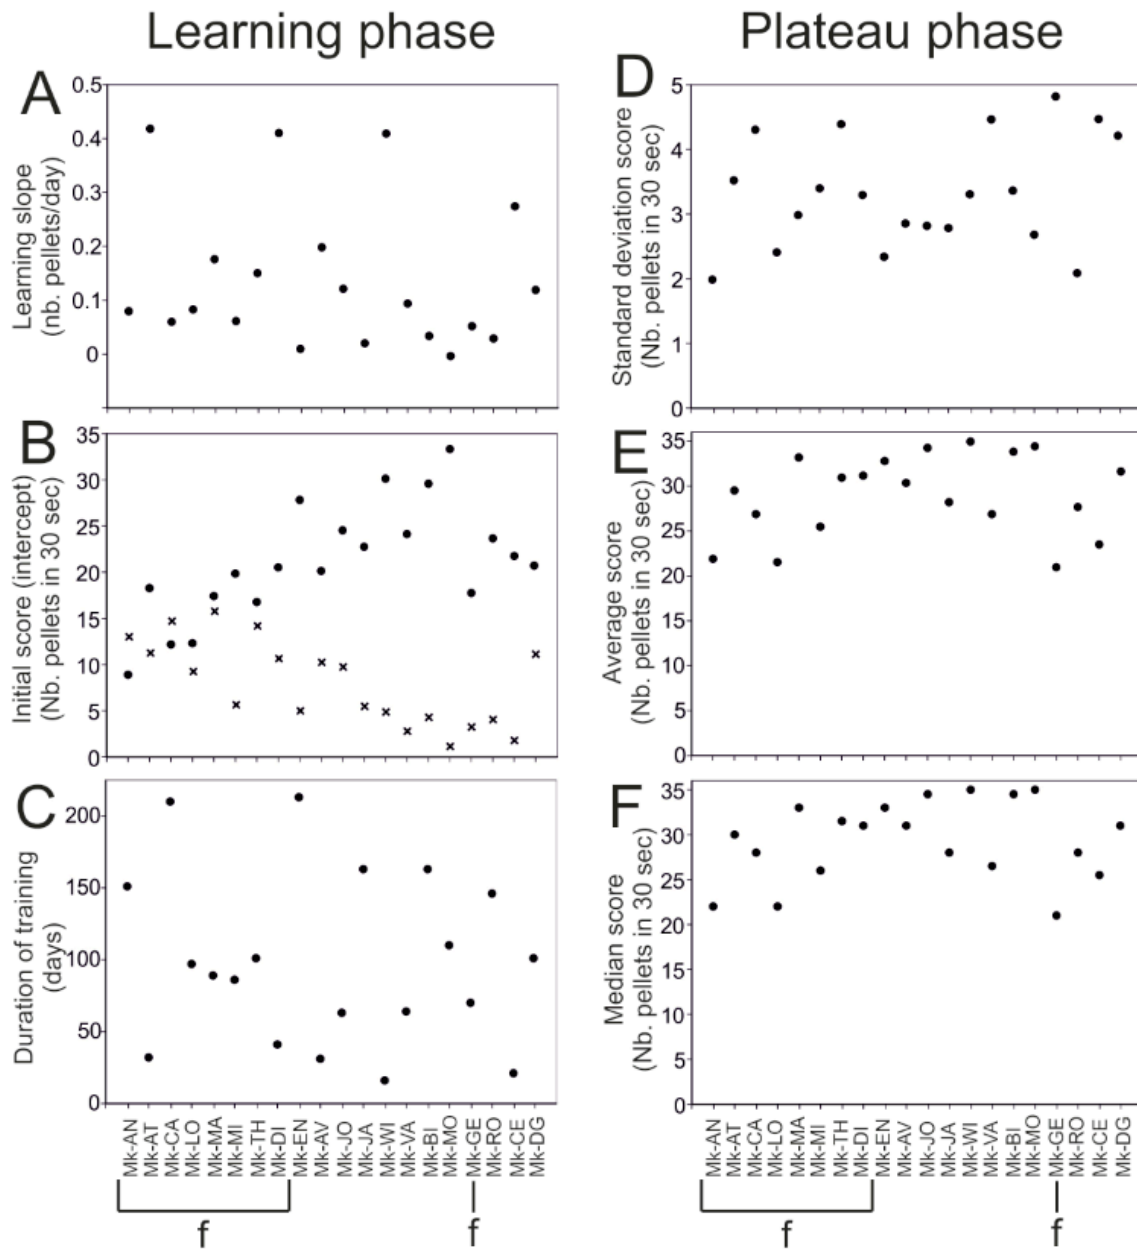 Learning phase
Plateau phase
A
Learning slope
(nb. pellets/day)
0.5
0.4
0.3
0.2
0.1
0
B
Initial score (intercept)
(Nb. pellets in 30 sec)
35
30
25
20
15
10
5
0
C
Duration of training
(days)
200
150
100
50
0
Mk-AN
Mk-AT
Mk-CA
Mk-LO
Mk-MA
Mk-MI
Mk-TH
Mk-DI
Mk-EN
Mk-AV
Mk-JO
Mk-JA
Mk-WI
Mk-VA
Mk-BI
Mk-MO
Mk-GE
Mk-RO
Mk-CE
Mk-DG
f
f
D
Standard deviation score
(Nb. pellets in 30 sec)
5
4
3
2
1
0
E
Average score
(Nb. pellets in 30 sec)
35
30
25
20
15
10
5
0
F
Median score
(Nb. pellets in 30 sec)
35
30
25
20
15
10
5
0
Mk-AN
Mk-AT
Mk-CA
Mk-LO
Mk-MA
Mk-MI
Mk-TH
Mk-DI
Mk-EN
Mk-AV
Mk-JO
Mk-JA
Mk-WI
Mk-VA
Mk-BI
Mk-MO
Mk-GE
Mk-RO
Mk-CE
Mk-DG
f
f